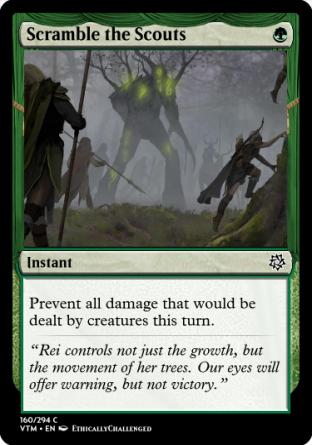 Scramble the Scouts
Instant
Prevent all damage that would be
dealt by creatures this turn.
“Rei controls not just the growth, but
the movement of her trees. Our eyes will
offer warning, but not victory.”
160/294 C
VTM • EN EthicallyChallenged